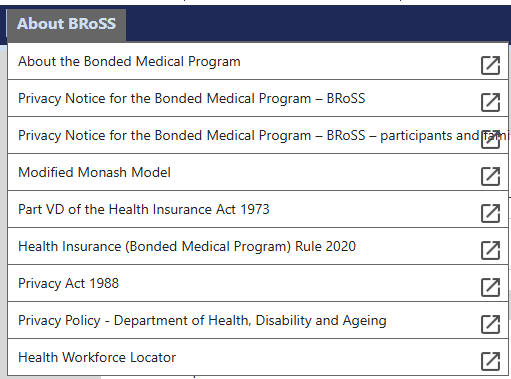 About BRoSS
About the Bonded Medical Program
Privacy Notice for the Bonded Medical Program – BRoSS
Privacy Notice for the Bonded Medical Program – BRoSS – participants and
Modified Monash Model
Part VD of the Health Insurance Act 1973
Health Insurance (Bonded Medical Program) Rule 2020
Privacy Act 1988
Privacy Policy - Department of Health, Disability and Ageing
Health Workforce Locator